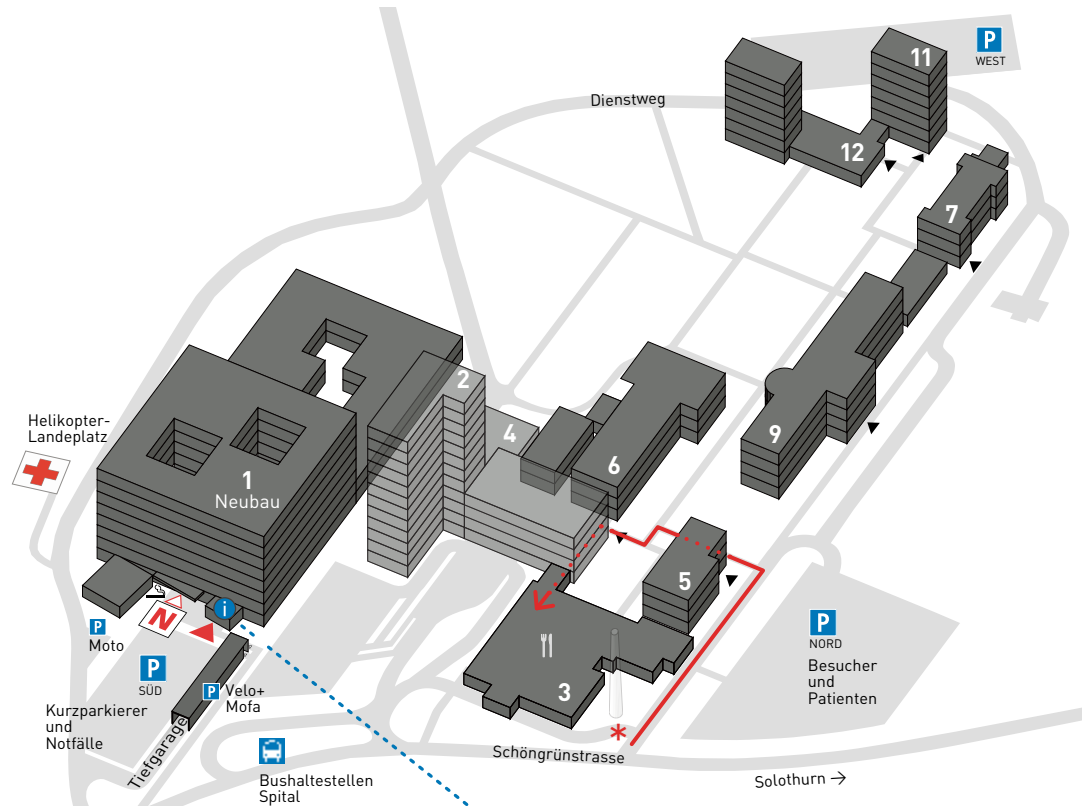 11
P
WEST
Dienstweg
12
7
2
4
Helikopter-
Landeplatz
1
Neubau
6
9
5
i
N
P
Moto
P
SÜD
P
Velo+
Mofa
Kurzparkierer
und
Notfälle
Tiefgarage
3
P
NORD
Besucher
und
Patienten
*
Schöngrünstrasse
Bushaltestellen
Spital
Solothurn →